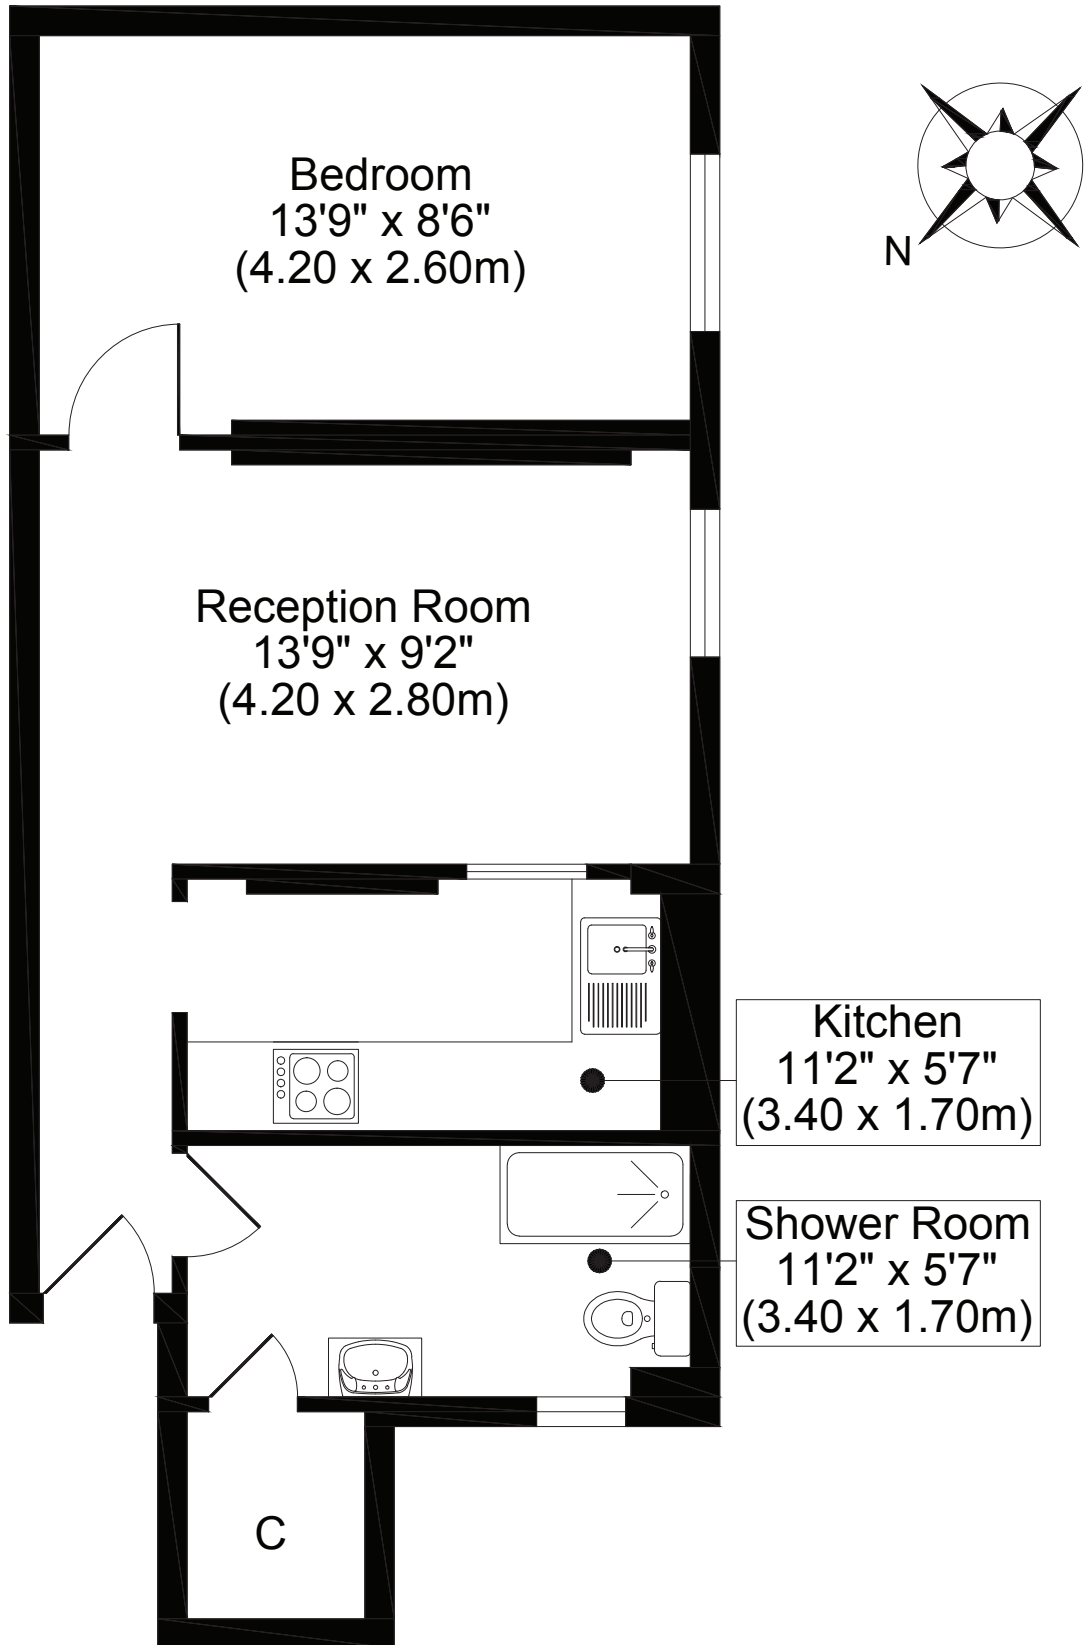 Bedroom
13'9" x 8'6"
(4.20 x 2.60m)
N
Reception Room
13'9" x 9'2"
(4.20 x 2.80m)
Kitchen
11'2" x 5'7"
(3.40 x 1.70m)
Shower Room
11'2" x 5'7"
(3.40 x 1.70m)
C